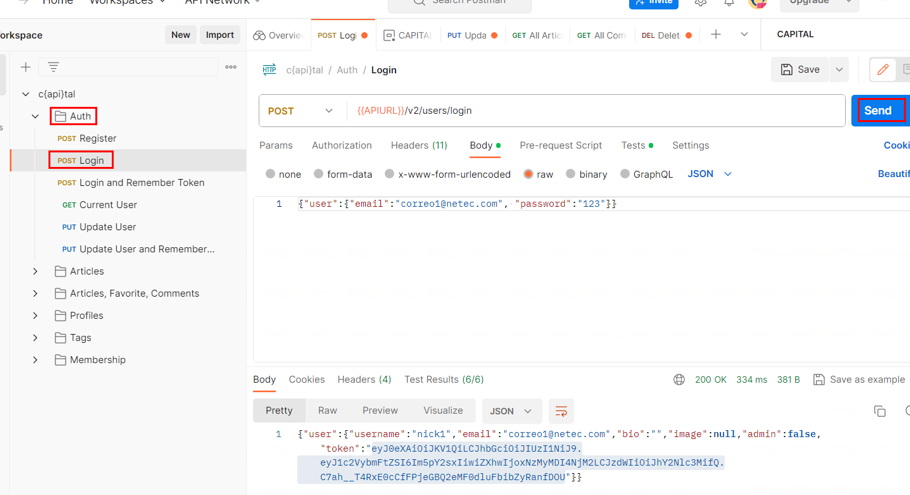 Home Workspaces API Network Search Postman Invite Upgrade
orkspace New Import Overvie POST Logi CAPITAL PUT Upda GET All Artic GET All Com DEL Delet CAPITAL
c{api}tal / Auth / Login Save
c{api}tal
Auth POST {{APIURL}}/v2/users/login Send
POST Register Params Authorization Headers (11) Body Pre-request Script Tests Settings Cooki
POST Login
POST Login and Remember Token none form-data x-www-form-urlencoded raw binary GraphQL JSON Beautif
GET Current User 1 {"user":{"email":"correo1@netec.com", "password":"123"}}
PUT Update User
PUT Update User and Remember...
Articles
Articles, Favorite, Comments
Profiles
Tags
Membership
Body Cookies Headers (4) Test Results (6/6) 200 OK 334 ms 381 B Save as example
Pretty Raw Preview Visualize JSON
1 {"user":{"username":"nick1","email":"correo1@netec.com","bio":"","image":null,"admin":false,
"token":"eyJ0eXAiOiJKV1QiLCJhbGciOiJIUzI1NiJ9.
eyJ1c2VybmFtZSI6Im5pY2sxIiwiZXhwIjoxNzMyMDI4NjM2LCJzdWIiOiJhY2Nlc3MifQ.
C7ah__T4RxE0cCfFPjeGBQ2eMF0dluFbibZyRanfDOU"}}